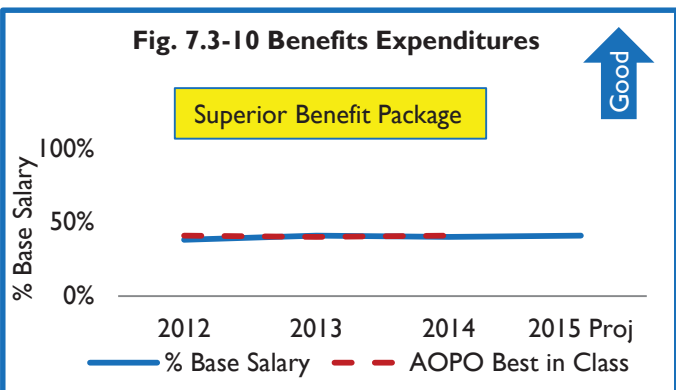 Fig. 7.3-10 Benefits Expenditures
Good
Superior Benefit Package
% Base Salary
100%
50%
0%
2012 2013 2014 2015 Proj
% Base Salary AOPO Best in Class